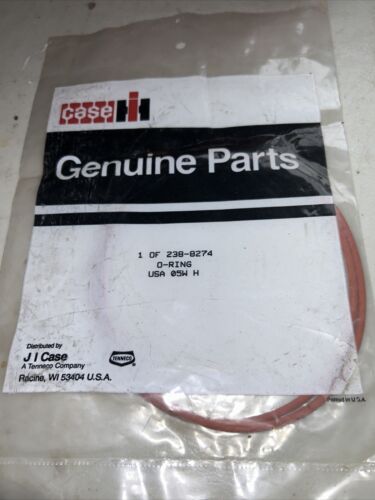 case IH
Genuine Parts
1 OF 238-8274
O-RING
USA 05W H
Distributed by
J I Case
A Tenneco Company
Racine, WI 53404 U.S.A.
TENNECO
Printed in U.S.A.